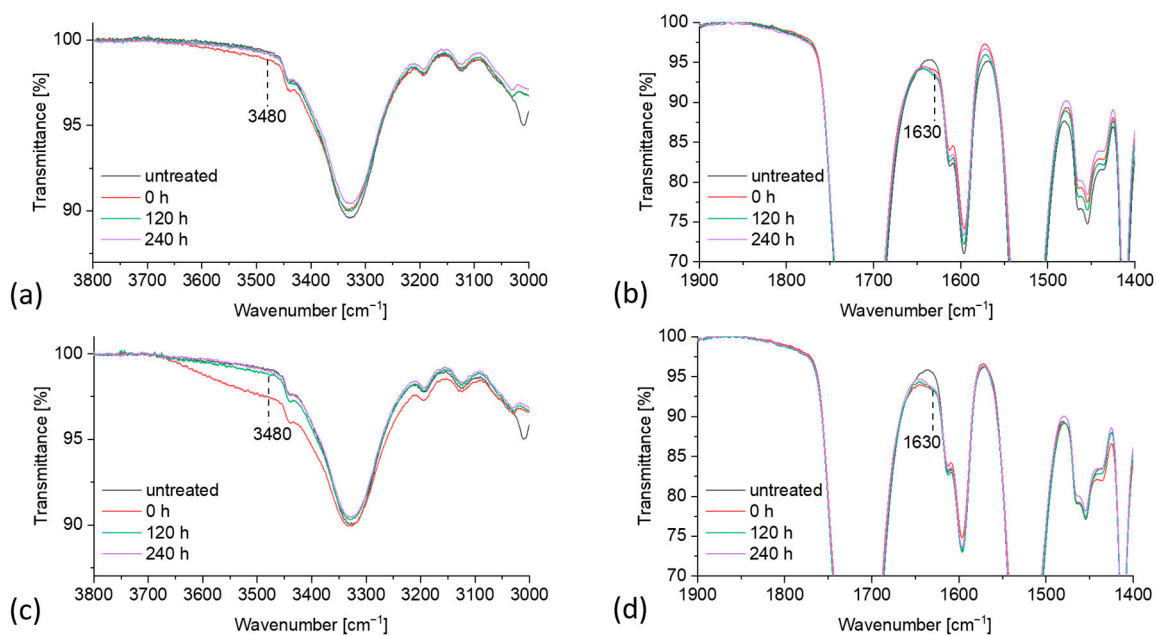 100
95
90
Transmittance [%]
3480
untreated
0 h
120 h
240 h
3800 3700 3600 3500 3400 3300 3200 3100 3000
Wavenumber [cm⁻¹]
(a)
100
95
90
85
80
75
70
Transmittance [%]
1630
untreated
0 h
120 h
240 h
1900 1800 1700 1600 1500 1400
Wavenumber [cm⁻¹]
(b)
100
95
90
Transmittance [%]
3480
untreated
0 h
120 h
240 h
3800 3700 3600 3500 3400 3300 3200 3100 3000
Wavenumber [cm⁻¹]
(c)
100
95
90
85
80
75
70
Transmittance [%]
1630
untreated
0 h
120 h
240 h
1900 1800 1700 1600 1500 1400
Wavenumber [cm⁻¹]
(d)